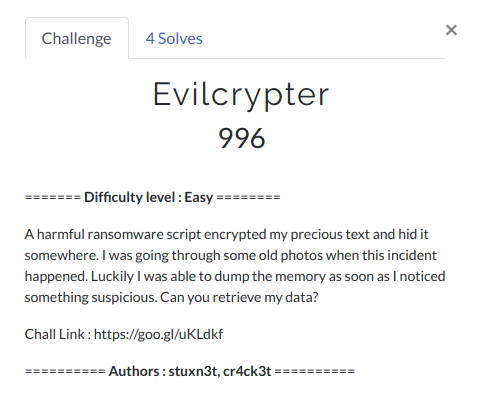 Challenge
4 Solves
×
Evilcrypter
996
======= Difficulty level : Easy ========
A harmful ransomware script encrypted my precious text and hid it
somewhere. I was going through some old photos when this incident
happened. Luckily I was able to dump the memory as soon as I noticed
something suspicious. Can you retrieve my data?
Chall Link : https://goo.gl/uKLdkf
========== Authors : stuxn3t, cr4ck3t ==========